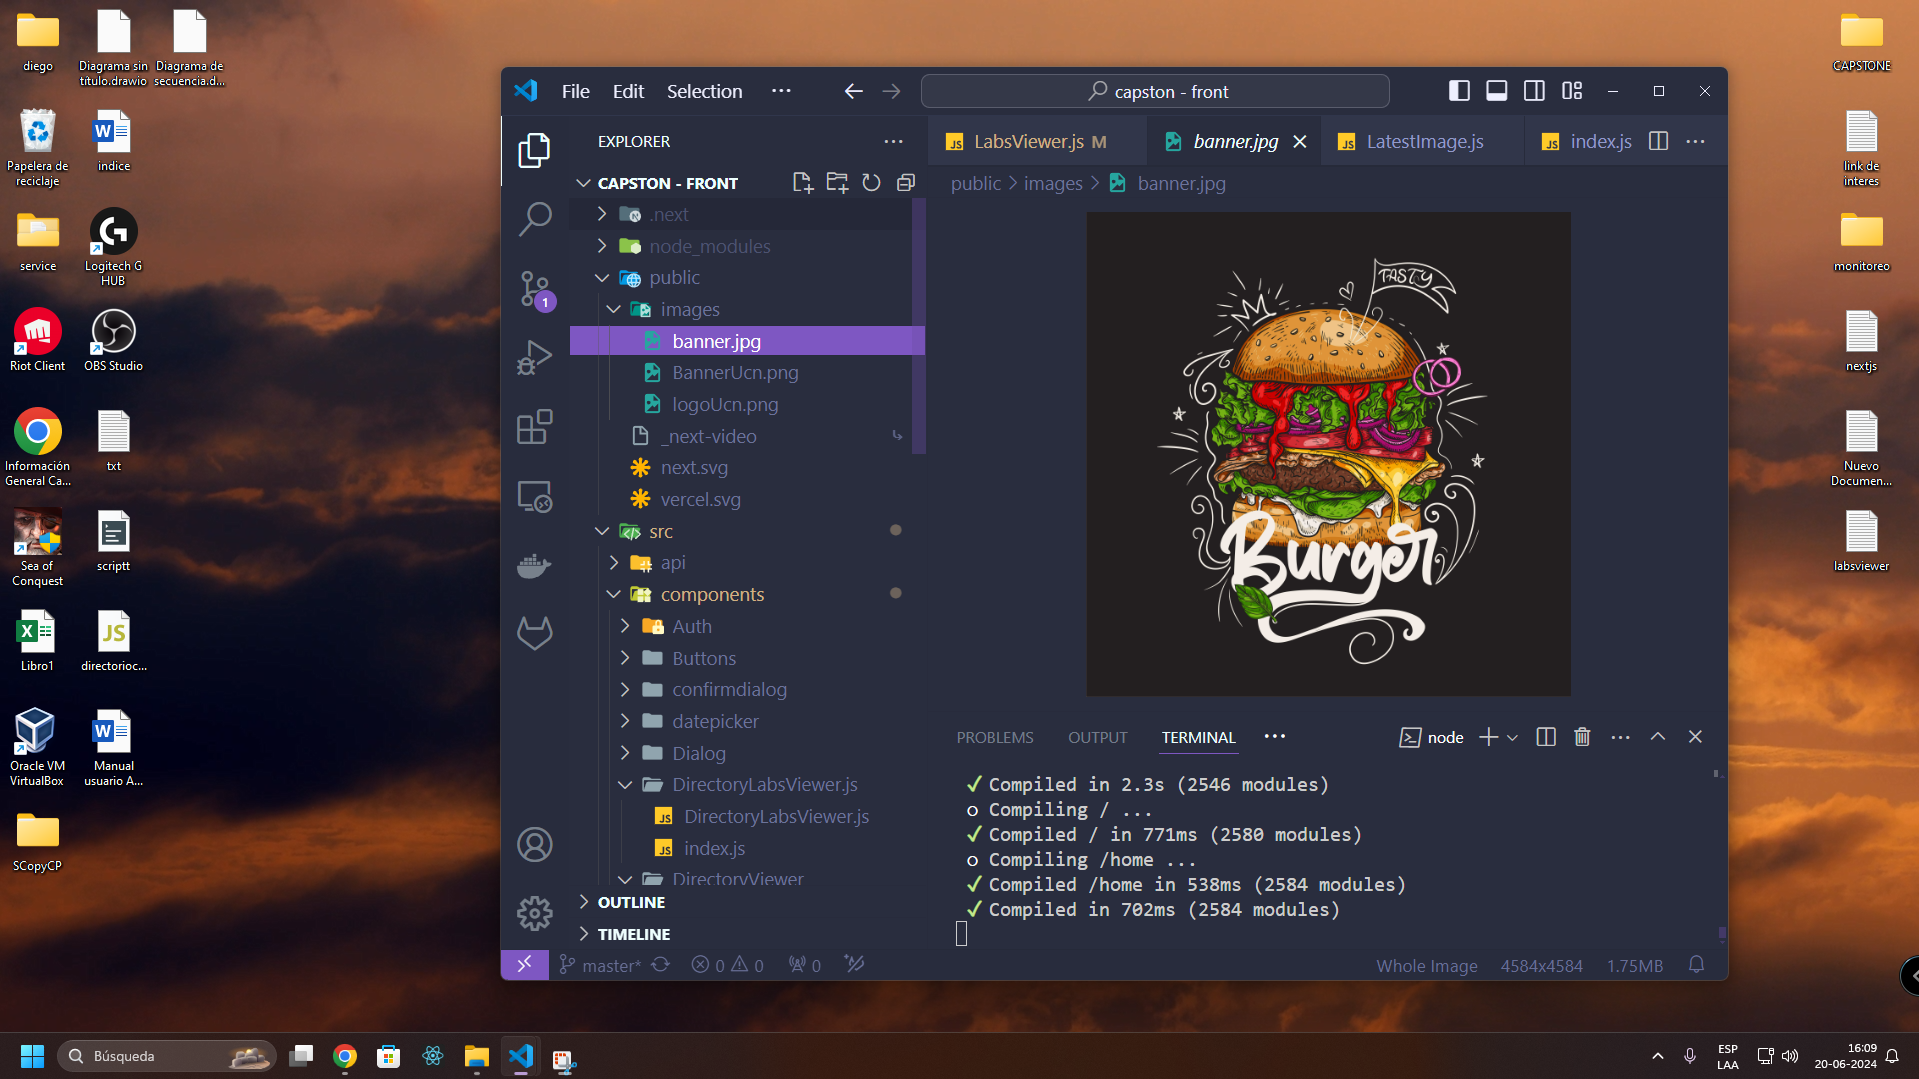 diego
Diagrama sin
título.drawio
Diagrama de
secuencia.d...
Papelera de
reciclaje
indice
service
Logitech G
HUB
Riot Client
OBS Studio
Información
General Ca...
txt
Sea of
Conquest
scriptt
Libro1
directorioc...
Oracle VM
VirtualBox
Manual
usuario A...
SCopyCP
File Edit Selection ...
capston - front
EXPLORER
CAPSTON - FRONT
.next
node_modules
public
images
banner.jpg
BannerUcn.png
logoUcn.png
_next-video
next.svg
vercel.svg
src
api
components
Auth
Buttons
confirmdialog
datepicker
Dialog
DirectoryLabsViewer.js
DirectoryLabsViewer.js
index.js
DirectoryViewer
OUTLINE
TIMELINE
1
LabsViewer.js M
banner.jpg
LatestImage.js
index.js
public > images > banner.jpg
TASTY
Burger
PROBLEMS OUTPUT TERMINAL ...
node
✓ Compiled in 2.3s (2546 modules)
o Compiling / ...
✓ Compiled / in 771ms (2580 modules)
o Compiling /home ...
✓ Compiled /home in 538ms (2584 modules)
✓ Compiled in 702ms (2584 modules)
master* 0 0 0
Whole Image 4584x4584 1.75MB
CAPSTONE
link de
interes
monitoreo
nextjs
Nuevo
Documen...
labsviewer
Búsqueda
ESP
LAA
16:09
20-06-2024